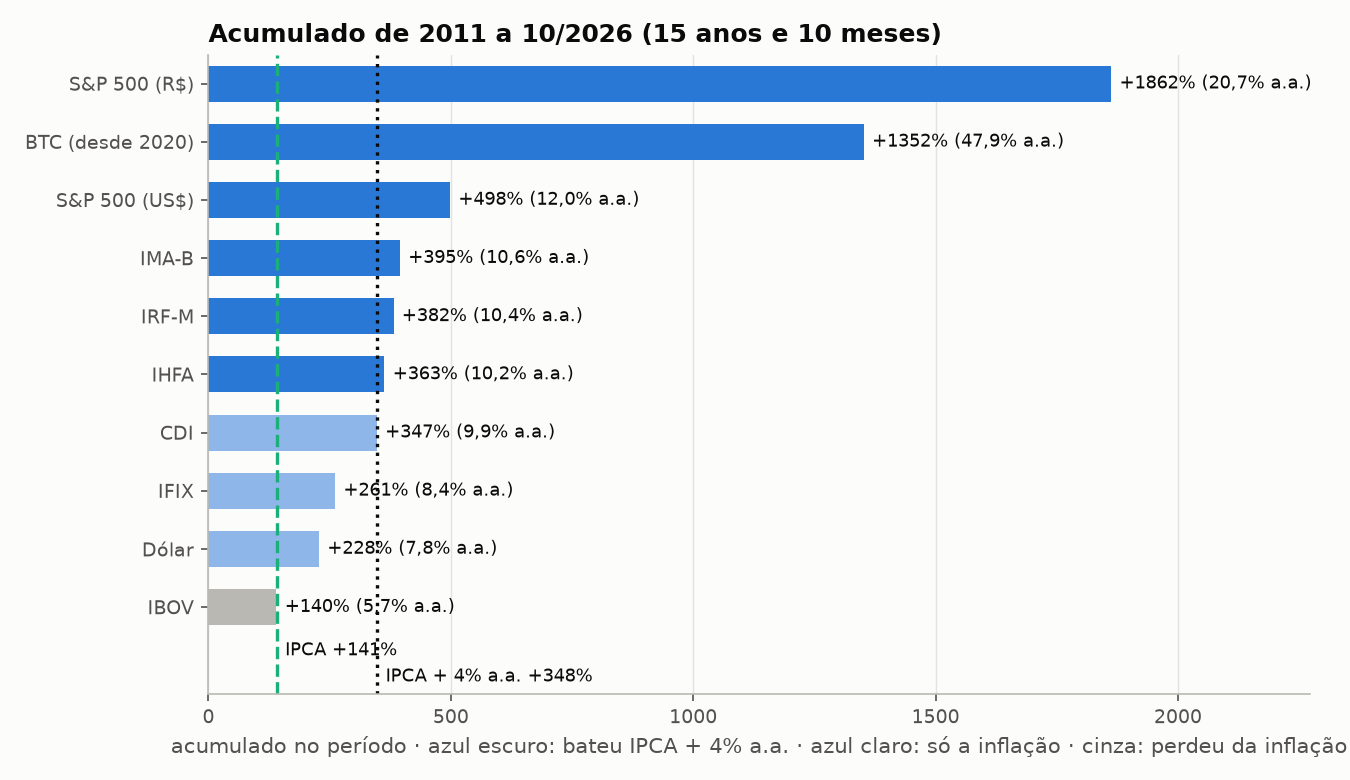 Acumulado de 2011 a 10/2026 (15 anos e 10 meses)
S&P 500 (R$) +1862% (20,7% a.a.)
BTC (desde 2020) +1352% (47,9% a.a.)
S&P 500 (US$) +498% (12,0% a.a.)
IMA-B +395% (10,6% a.a.)
IRF-M +382% (10,4% a.a.)
IHFA +363% (10,2% a.a.)
CDI +347% (9,9% a.a.)
IFIX +261% (8,4% a.a.)
Dólar +228% (7,8% a.a.)
IBOV +140% (5,7% a.a.)
IPCA +141%
IPCA + 4% a.a. +348%
0 500 1000 1500 2000
acumulado no período · azul escuro: bateu IPCA + 4% a.a. · azul claro: só a inflação · cinza: perdeu da inflação